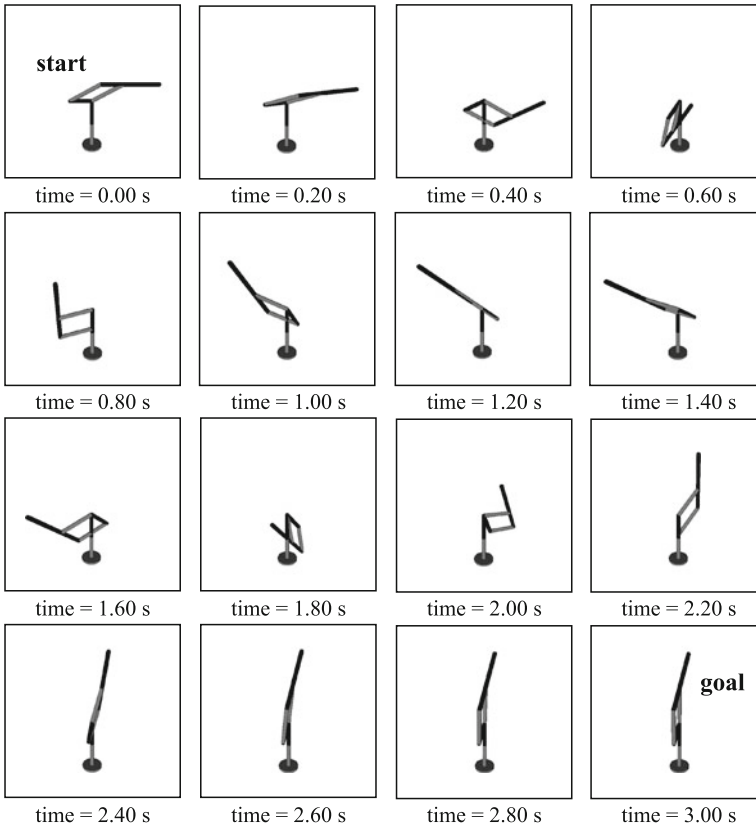 start
time = 0.00 s
time = 0.20 s
time = 0.40 s
time = 0.60 s
time = 0.80 s
time = 1.00 s
time = 1.20 s
time = 1.40 s
time = 1.60 s
time = 1.80 s
time = 2.00 s
time = 2.20 s
goal
time = 2.40 s
time = 2.60 s
time = 2.80 s
time = 3.00 s